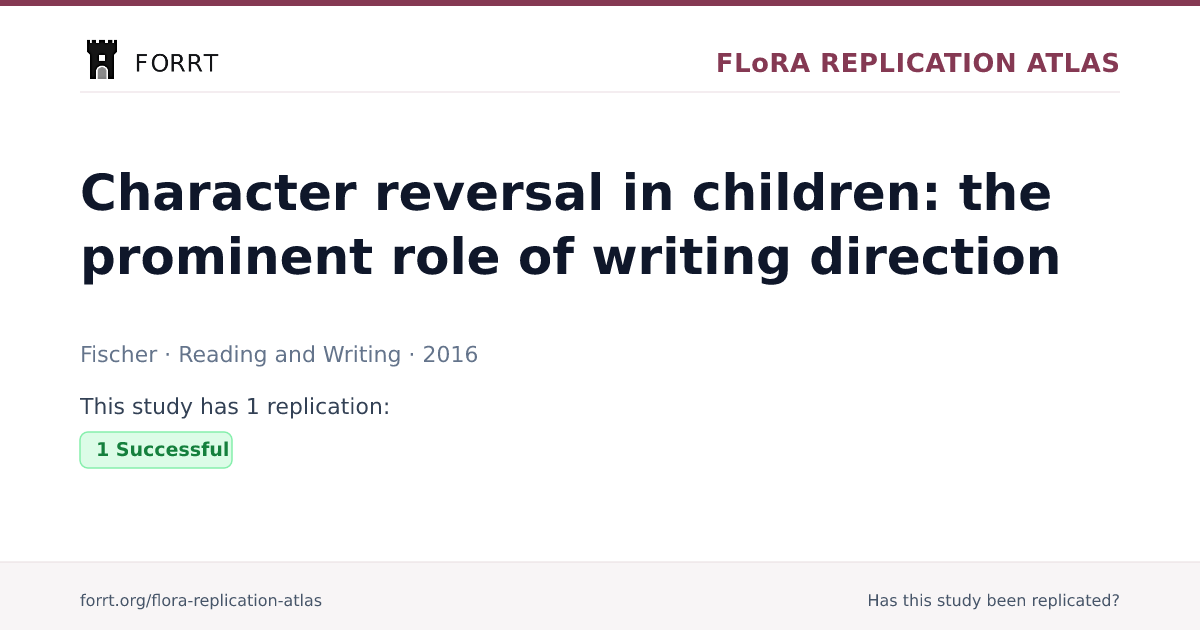 FORRT
FLoRA REPLICATION ATLAS
Character reversal in children: the
prominent role of writing direction
Fischer · Reading and Writing · 2016
This study has 1 replication:
1 Successful
forrt.org/flora-replication-atlas
Has this study been replicated?